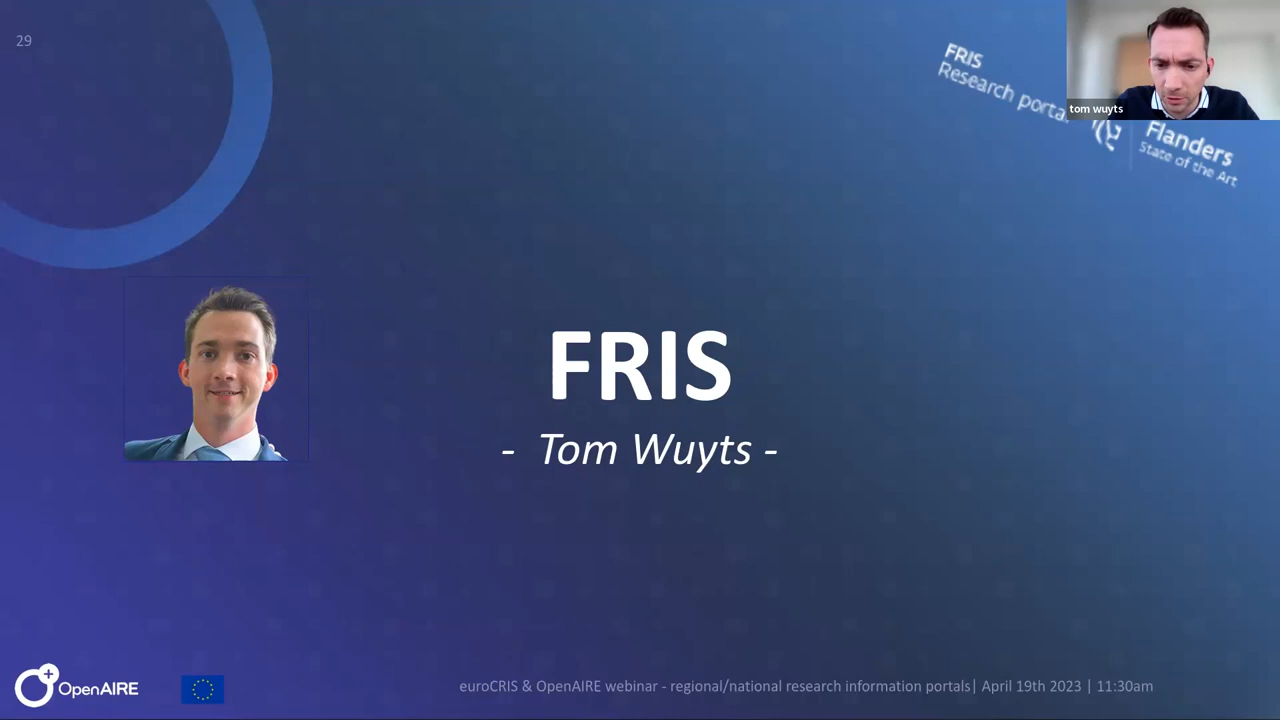 29
FRIS
Research portal
tom wuyts
Flanders
State of the Art
FRIS
- Tom Wuyts -
OpenAIRE
euroCRIS & OpenAIRE webinar - regional/national research information portals| April 19th 2023 | 11:30am